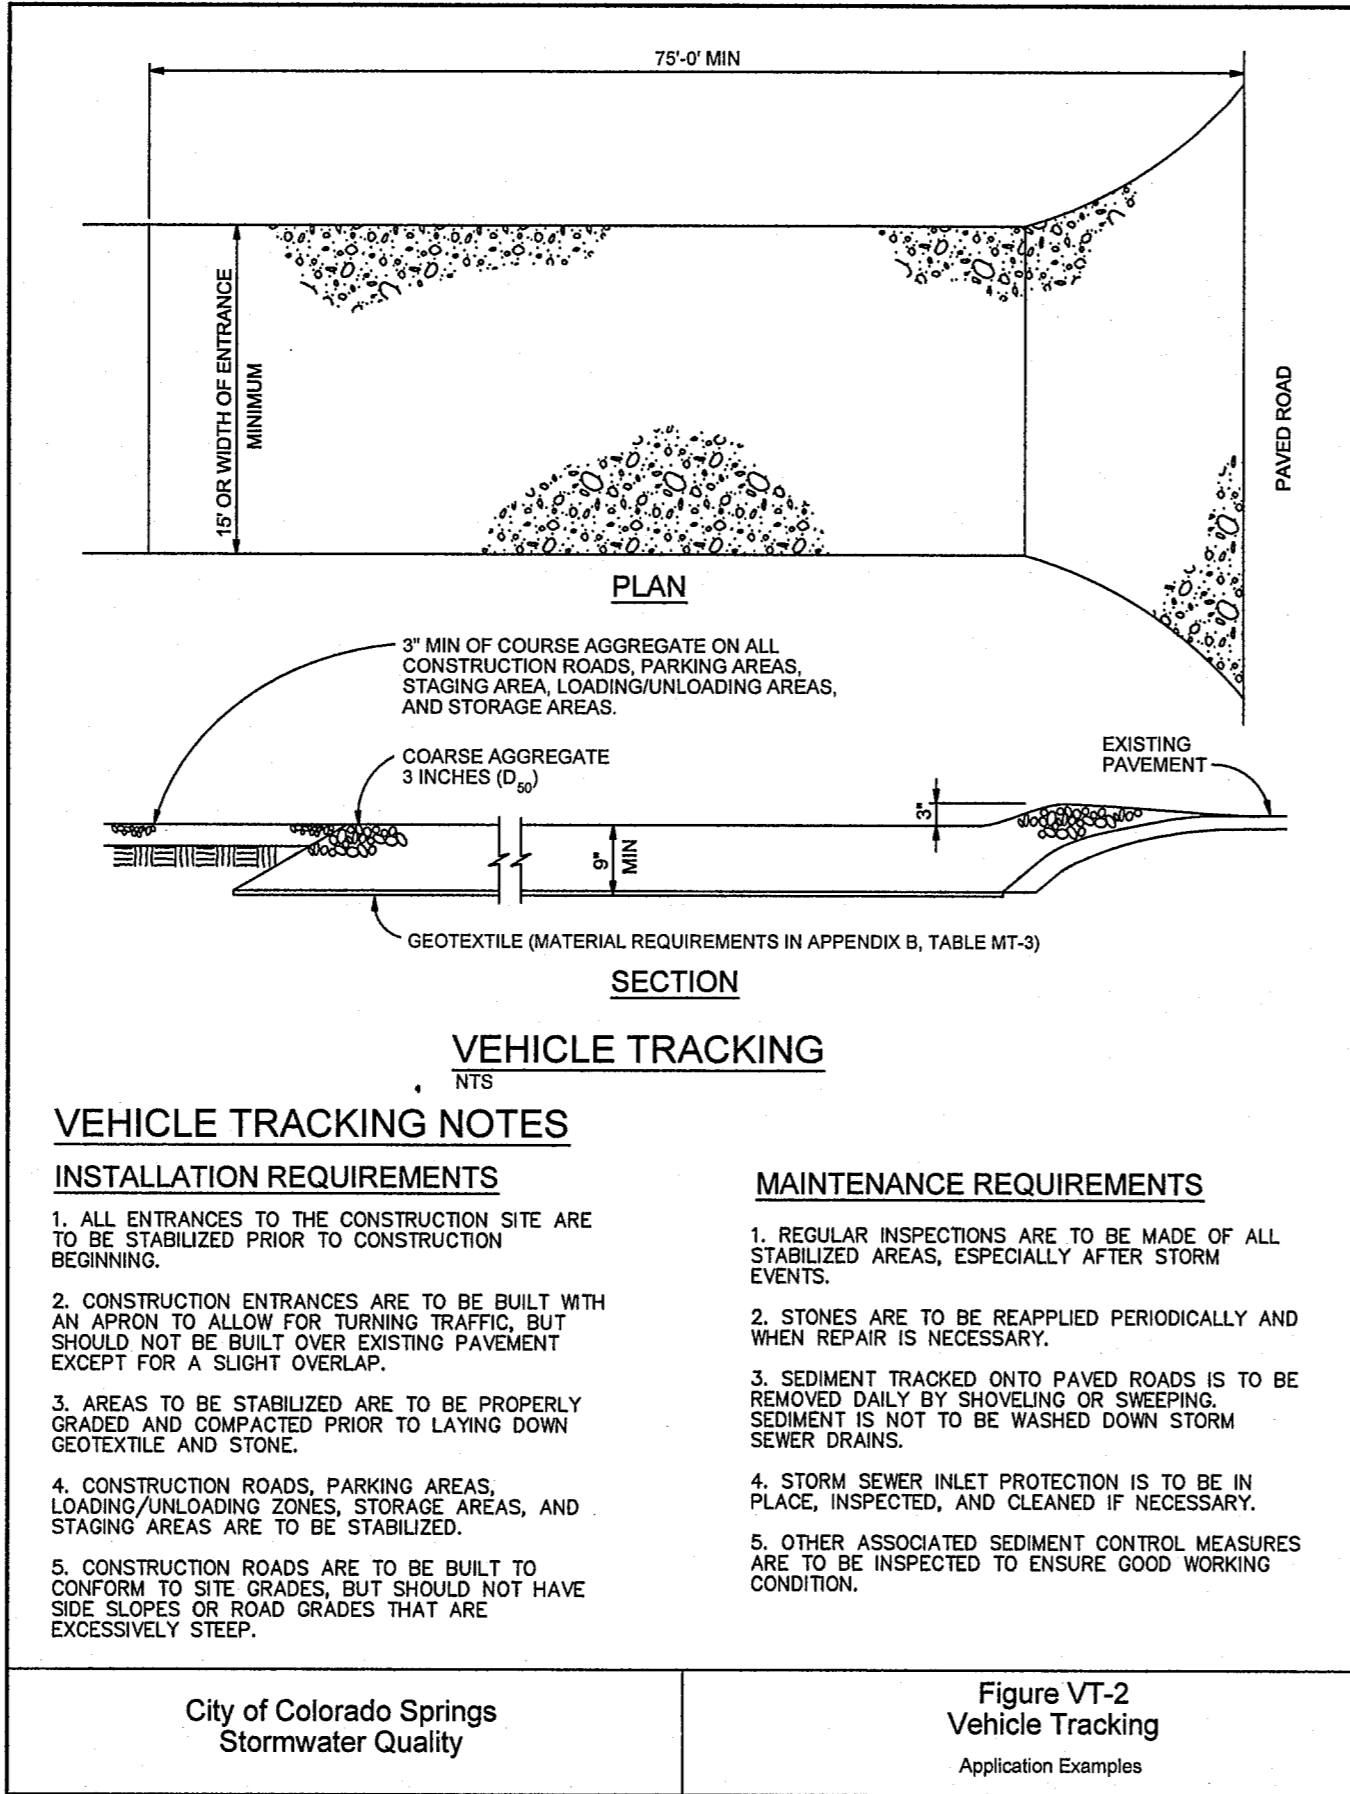 75'-0' MIN
15' OR WIDTH OF ENTRANCE
MINIMUM
PAVED ROAD
PLAN
3" MIN OF COURSE AGGREGATE ON ALL
CONSTRUCTION ROADS, PARKING AREAS,
STAGING AREA, LOADING/UNLOADING AREAS,
AND STORAGE AREAS.
COARSE AGGREGATE
3 INCHES (D50)
EXISTING
PAVEMENT
3"
9"
MIN
GEOTEXTILE (MATERIAL REQUIREMENTS IN APPENDIX B, TABLE MT-3)
SECTION
VEHICLE TRACKING
NTS
VEHICLE TRACKING NOTES
INSTALLATION REQUIREMENTS
1. ALL ENTRANCES TO THE CONSTRUCTION SITE ARE
TO BE STABILIZED PRIOR TO CONSTRUCTION
BEGINNING.
2. CONSTRUCTION ENTRANCES ARE TO BE BUILT WITH
AN APRON TO ALLOW FOR TURNING TRAFFIC, BUT
SHOULD NOT BE BUILT OVER EXISTING PAVEMENT
EXCEPT FOR A SLIGHT OVERLAP.
3. AREAS TO BE STABILIZED ARE TO BE PROPERLY
GRADED AND COMPACTED PRIOR TO LAYING DOWN
GEOTEXTILE AND STONE.
4. CONSTRUCTION ROADS, PARKING AREAS,
LOADING/UNLOADING ZONES, STORAGE AREAS, AND
STAGING AREAS ARE TO BE STABILIZED.
5. CONSTRUCTION ROADS ARE TO BE BUILT TO
CONFORM TO SITE GRADES, BUT SHOULD NOT HAVE
SIDE SLOPES OR ROAD GRADES THAT ARE
EXCESSIVELY STEEP.
MAINTENANCE REQUIREMENTS
1. REGULAR INSPECTIONS ARE TO BE MADE OF ALL
STABILIZED AREAS, ESPECIALLY AFTER STORM
EVENTS.
2. STONES ARE TO BE REAPPLIED PERIODICALLY AND
WHEN REPAIR IS NECESSARY.
3. SEDIMENT TRACKED ONTO PAVED ROADS IS TO BE
REMOVED DAILY BY SHOVELING OR SWEEPING.
SEDIMENT IS NOT TO BE WASHED DOWN STORM
SEWER DRAINS.
4. STORM SEWER INLET PROTECTION IS TO BE IN
PLACE, INSPECTED, AND CLEANED IF NECESSARY.
5. OTHER ASSOCIATED SEDIMENT CONTROL MEASURES
ARE TO BE INSPECTED TO ENSURE GOOD WORKING
CONDITION.
City of Colorado Springs
Stormwater Quality
Figure VT-2
Vehicle Tracking
Application Examples